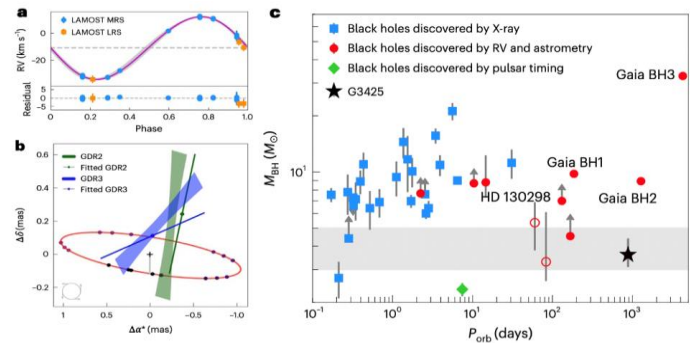 a
LAMOST MRS
LAMOST LRS
RV (km s⁻¹)
0
−20
Residual
5
0
−5
0
0.2
0.4
0.6
0.8
1.0
Phase
b
GDR2
Fitted GDR2
GDR3
Fitted GDR3
Δδ (mas)
0.6
0.4
0.2
0
−0.2
1
0.5
0
−0.5
−1.0
Δα* (mas)
c
Black holes discovered by X-ray
Black holes discovered by RV and astrometry
Black holes discovered by pulsar timing
G3425
Gaia BH3
Gaia BH1
HD 130298
Gaia BH2
M_BH (M_⊙)
10¹
10⁻¹
10⁰
10¹
10²
10³
P_orb (days)